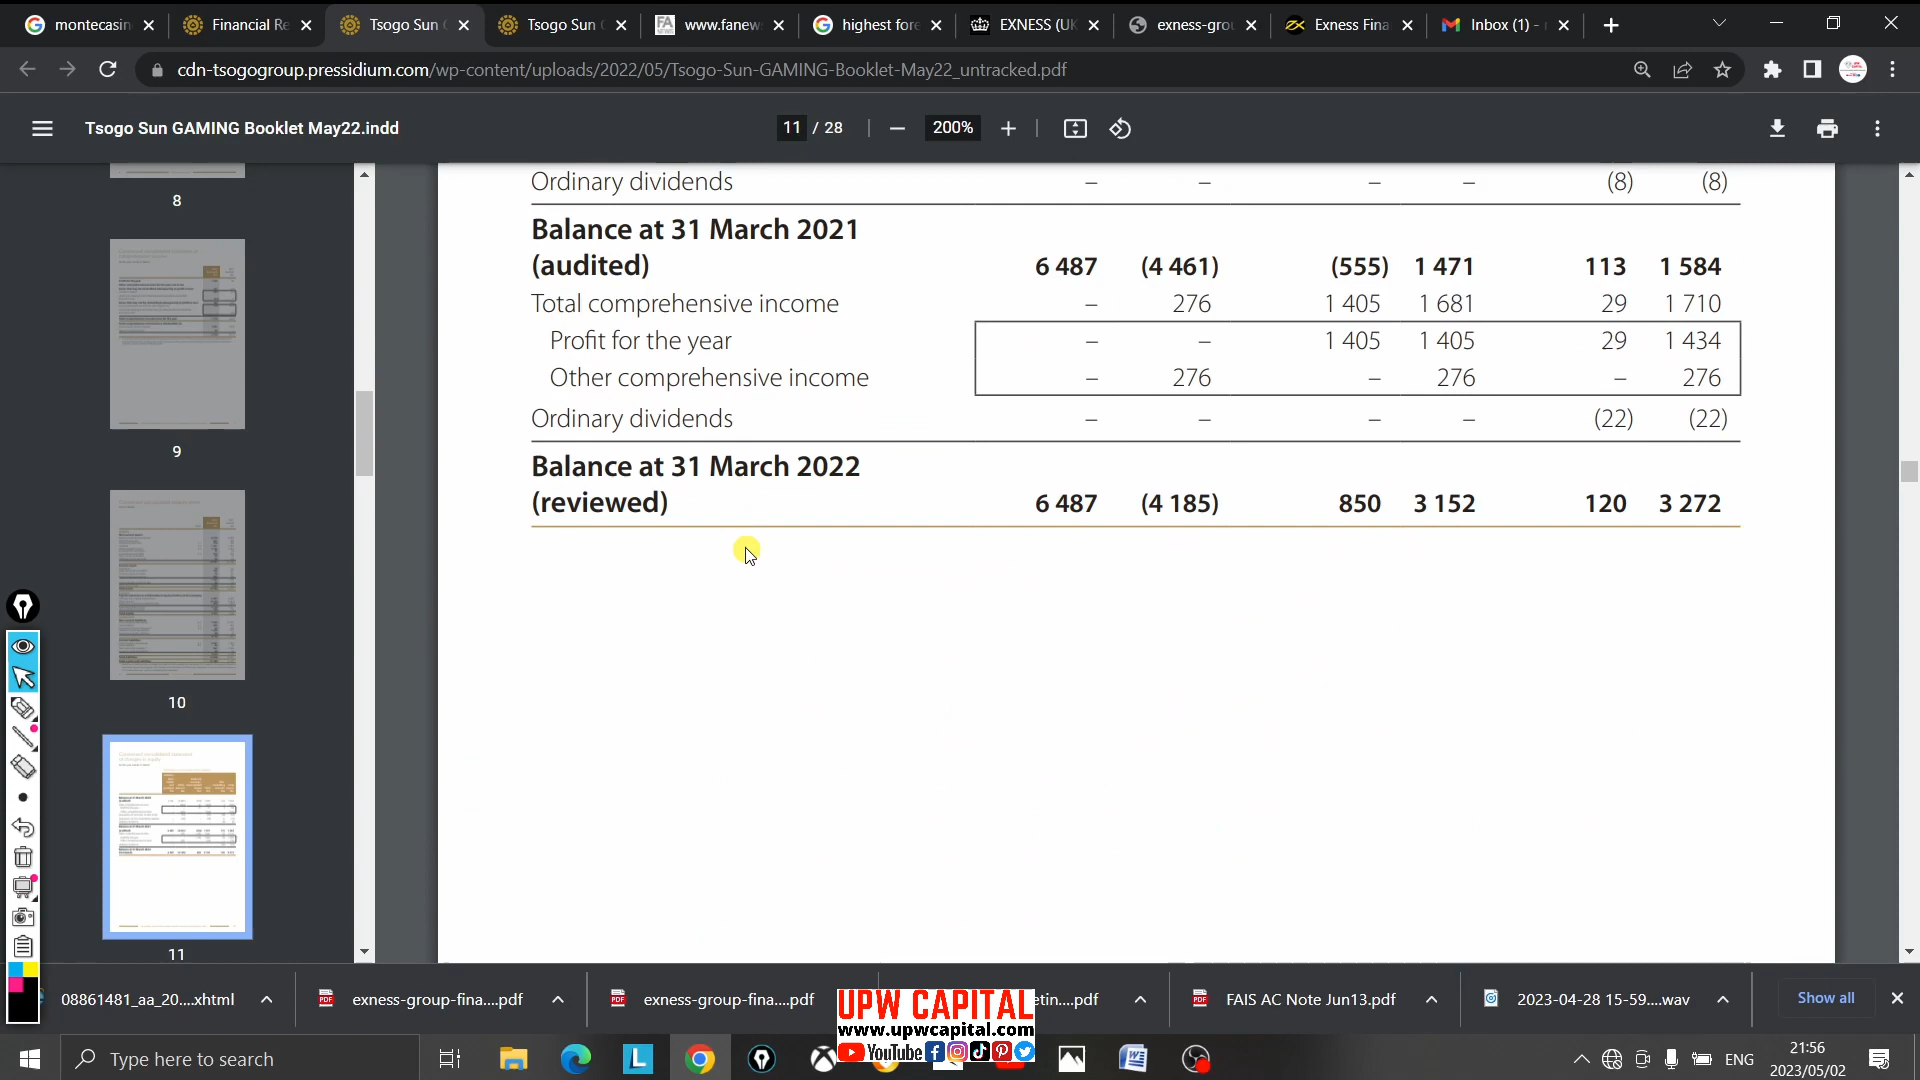 montecasin
Financial Re
Tsogo Sun
Tsogo Sun
www.fanew
highest fore
EXNESS (UK
exness-grou
Exness Fina
Inbox (1) -
cdn-tsogogroup.pressidium.com/wp-content/uploads/2022/05/Tsogo-Sun-GAMING-Booklet-May22_untracked.pdf
Tsogo Sun GAMING Booklet May22.indd
11 / 28
200%
8
9
10
11
Ordinary dividends – – – – (8) (8)
Balance at 31 March 2021
(audited) 6 487 (4 461) (555) 1 471 113 1 584
Total comprehensive income – 276 1 405 1 681 29 1 710
Profit for the year – – 1 405 1 405 29 1 434
Other comprehensive income – 276 – 276 – 276
Ordinary dividends – – – – (22) (22)
Balance at 31 March 2022
(reviewed) 6 487 (4 185) 850 3 152 120 3 272
08861481_aa_20....xhtml
exness-group-fina....pdf
exness-group-fina....pdf
etin....pdf
FAIS AC Note Jun13.pdf
2023-04-28 15-59....wav
Show all
UPW CAPITAL
www.upwcapital.com
YouTube
Type here to search
ENG
21:56
2023/05/02